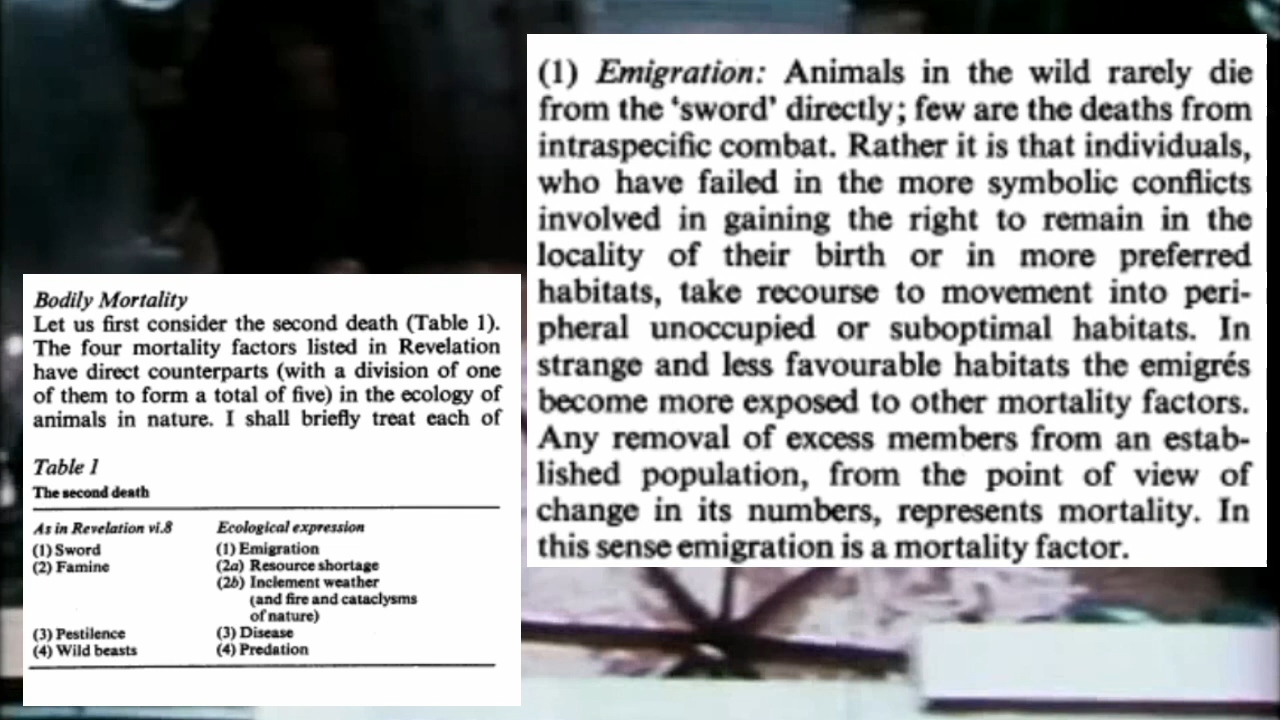 Bodily Mortality
Let us first consider the second death (Table 1).
The four mortality factors listed in Revelation
have direct counterparts (with a division of one
of them to form a total of five) in the ecology of
animals in nature. I shall briefly treat each of
Table 1
The second death
As in Revelation vi.8 Ecological expression
(1) Sword (1) Emigration
(2) Famine (2a) Resource shortage
(2b) Inclement weather
(and fire and cataclysms
of nature)
(3) Pestilence (3) Disease
(4) Wild beasts (4) Predation
(1) Emigration: Animals in the wild rarely die
from the ‘sword’ directly; few are the deaths from
intraspecific combat. Rather it is that individuals,
who have failed in the more symbolic conflicts
involved in gaining the right to remain in the
locality of their birth or in more preferred
habitats, take recourse to movement into peri-
pheral unoccupied or suboptimal habitats. In
strange and less favourable habitats the emigrés
become more exposed to other mortality factors.
Any removal of excess members from an estab-
lished population, from the point of view of
change in its numbers, represents mortality. In
this sense emigration is a mortality factor.